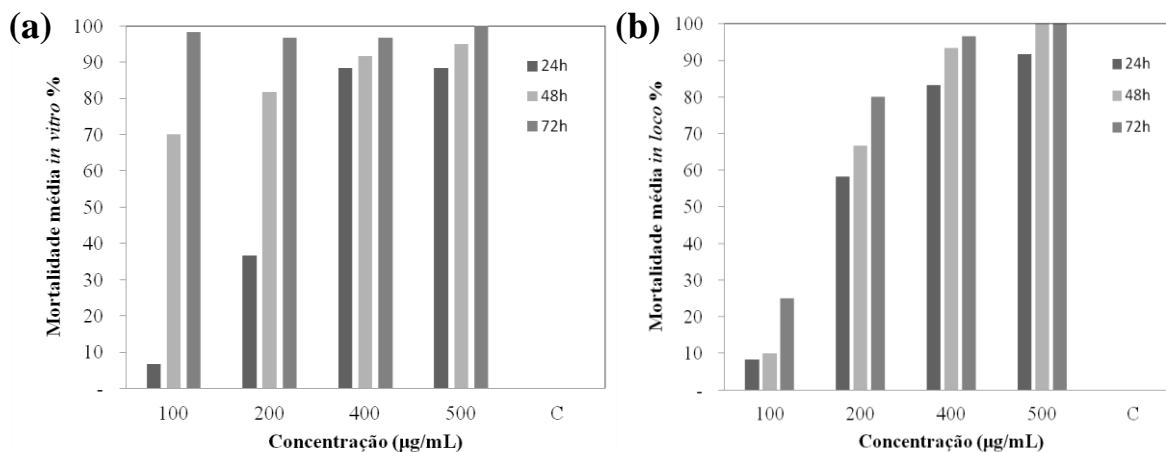 (a)
Mortalidade média in vitro %
100
90
80
70
60
50
40
30
20
10
-
24h
48h
72h
100 200 400 500 C
Concentração (µg/mL)
(b)
Mortalidade média in loco %
100
90
80
70
60
50
40
30
20
10
-
24h
48h
72h
100 200 400 500 C
Concentração (µg/mL)